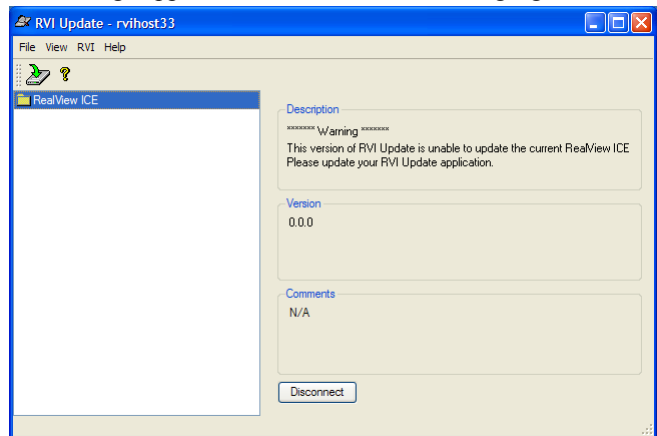 RVI Update - rvihost33
File View RVI Help
RealView ICE
Description
******* Warning *******
This version of RVI Update is unable to update the current RealView ICE
Please update your RVI Update application.
Version
0.0.0
Comments
N/A
Disconnect